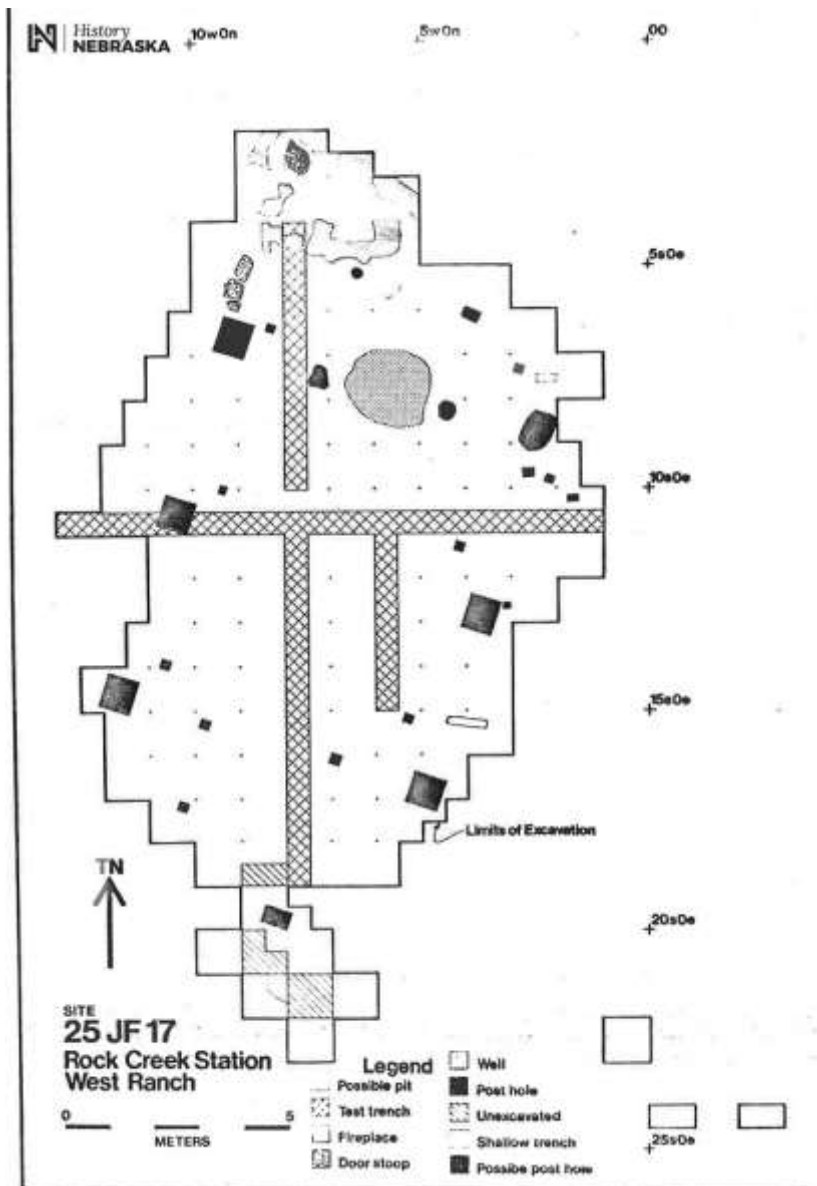 History
NEBRASKA
10w0n
5w0n
00
5s0e
10s0e
15s0e
Limits of Excavation
TN
20s0e
SITE
25 JF 17
Rock Creek Station
West Ranch
0 5
METERS
25s0e
Legend
Possible pit
Test trench
Fireplace
Door stoop
Well
Post hole
Unexcavated
Shallow trench
Possibe post hole